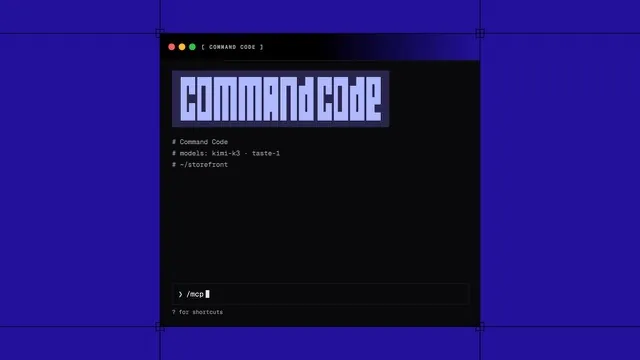 [ COMMAND CODE ]
COMMAND CODE
# Command Code
# models: kimi-k3 · taste-1
# ~/storefront
❯ /mcp
? for shortcuts